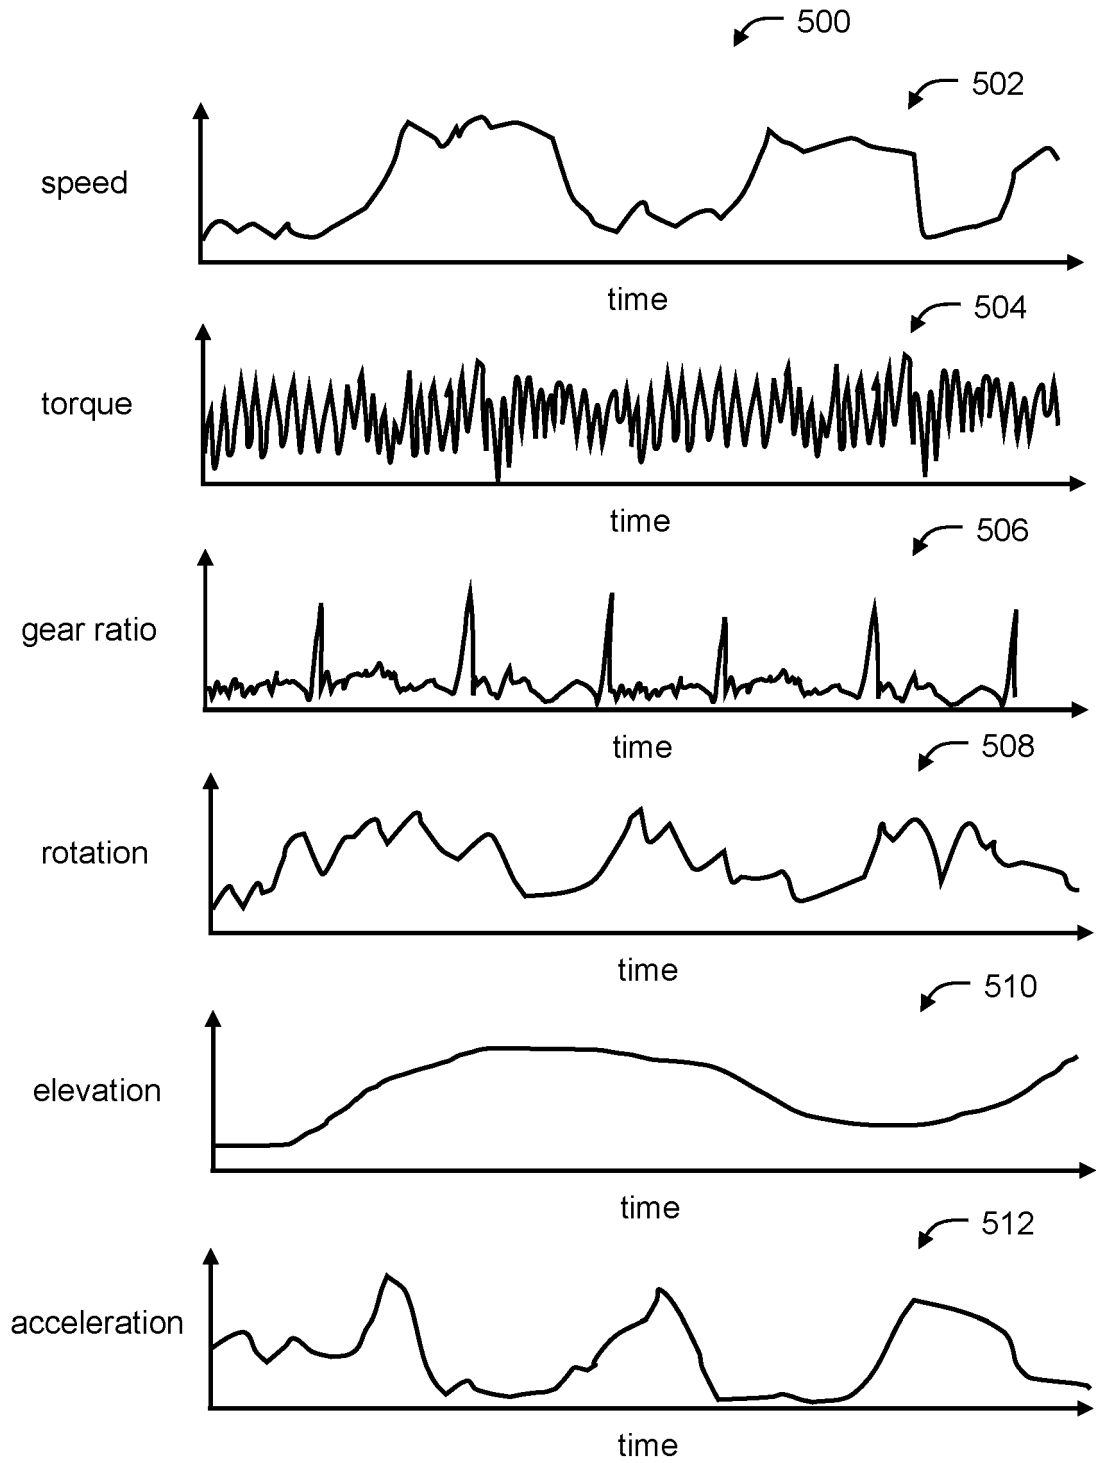 500
502
speed
time
504
torque
time
506
gear ratio
time
508
rotation
time
510
elevation
time
512
acceleration
time